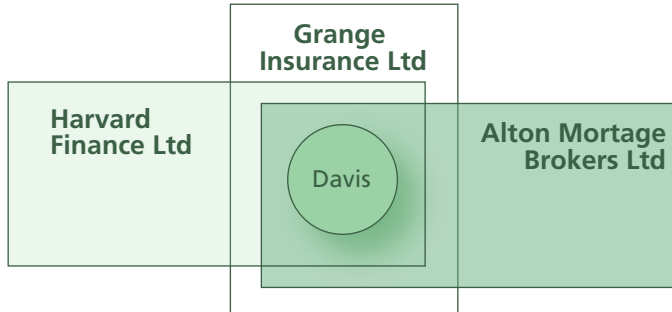 Grange
Insurance Ltd
Harvard
Finance Ltd
Alton Mortage
Brokers Ltd
Davis